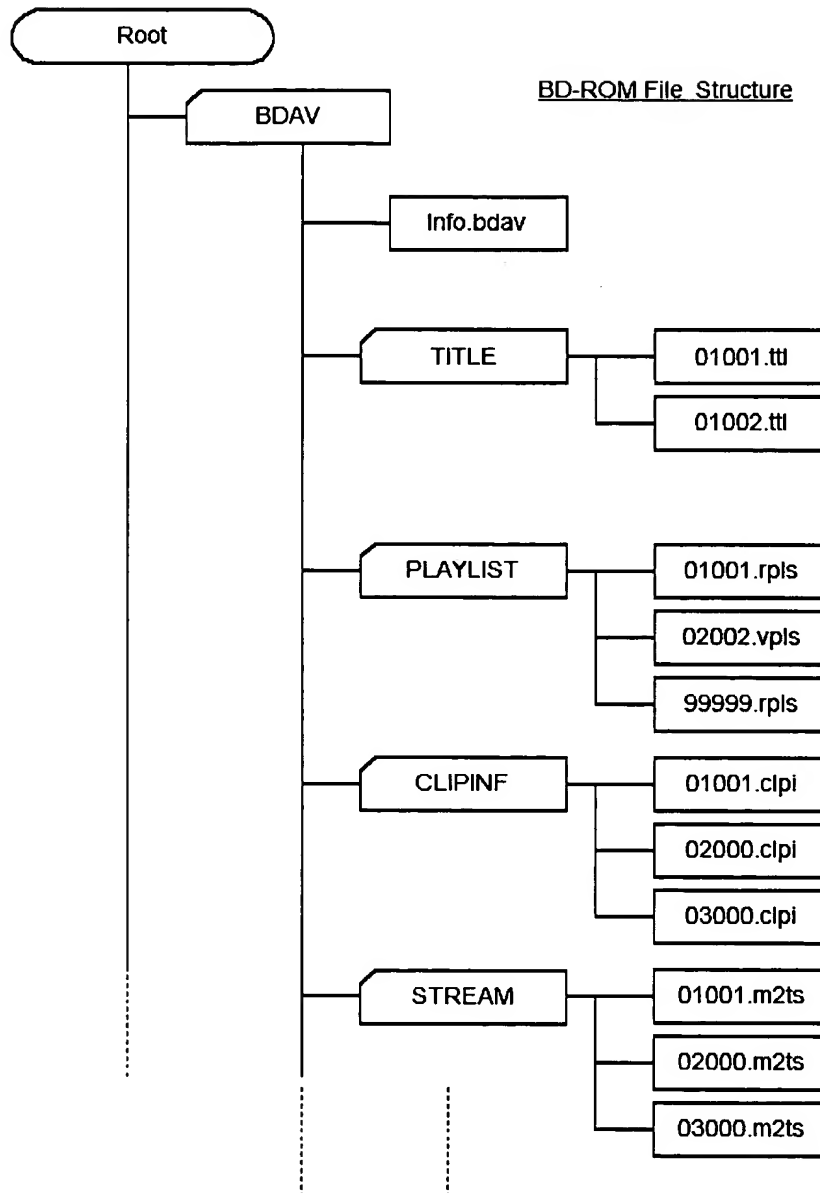 Root
BD-ROM File Structure
BDAV
Info.bdav
TITLE
01001.ttl
01002.ttl
PLAYLIST
01001.rpls
02002.vpls
99999.rpls
CLIPINF
01001.clpi
02000.clpi
03000.clpi
STREAM
01001.m2ts
02000.m2ts
03000.m2ts